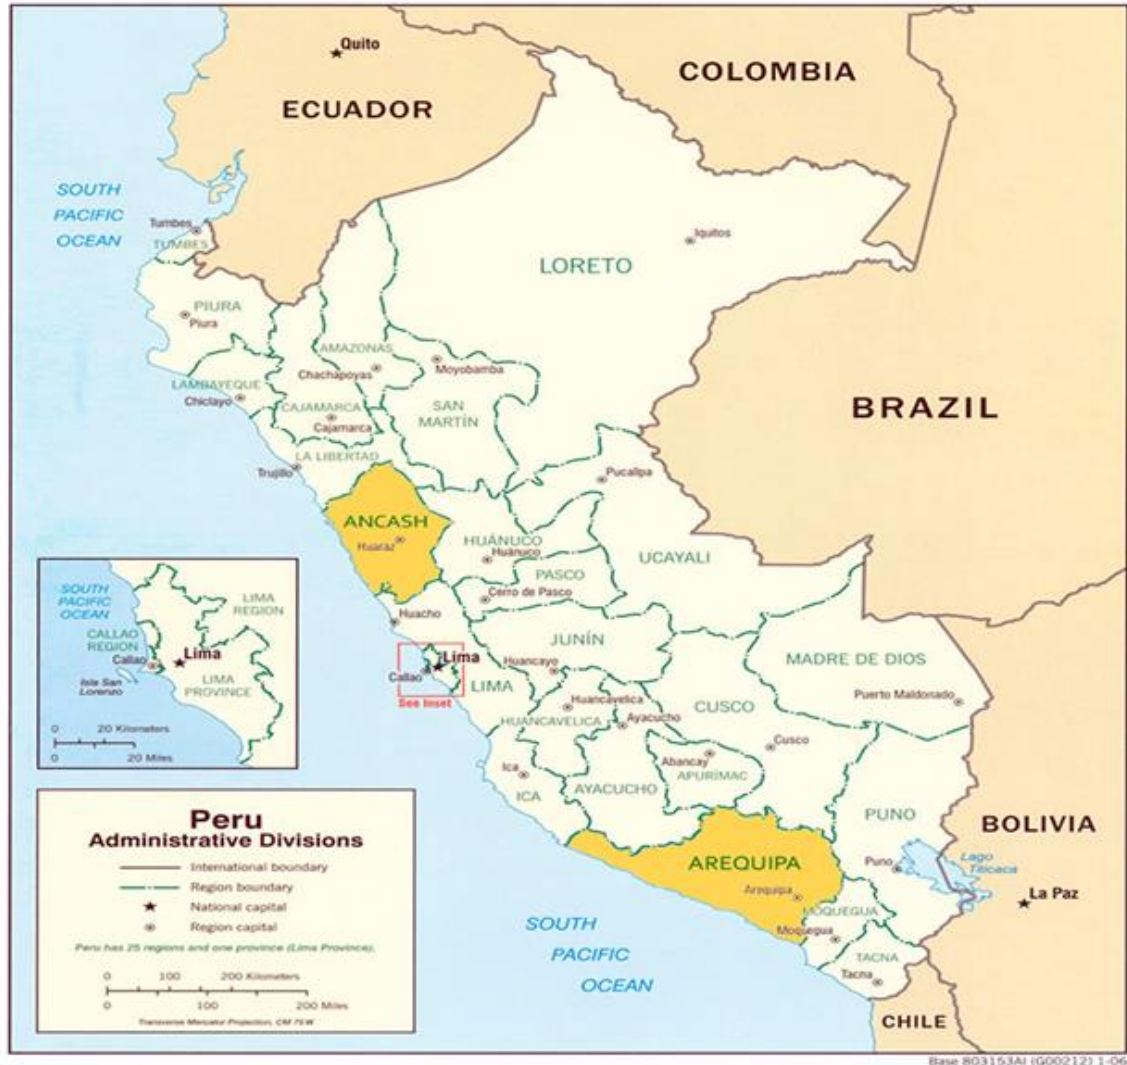 Quito
COLOMBIA
ECUADOR
SOUTH
PACIFIC
OCEAN
Tumbes
TUMBES
Iquitos
LORETO
PIURA
Piura
AMAZONAS
Chachapoyas
Moyobamba
LAMBAYEQUE
Chiclayo
CAJAMARCA
Cajamarca
SAN
MARTÍN
BRAZIL
LA LIBERTAD
Trujillo
Pucallpa
ANCASH
Huaraz
HUÁNUCO
Huánuco
UCAYALI
PASCO
Cerro de Pasco
Huacho
JUNÍN
Lima
Callao
See Inset
LIMA
Huancayo
MADRE DE DIOS
Puerto Maldonado
Huancavelica
HUANCAVELICA
Ayacucho
CUSCO
Cusco
Abancay
APURÍMAC
Ica
ICA
AYACUCHO
PUNO
Puno
BOLIVIA
Lago
Titicaca
La Paz
AREQUIPA
Arequipa
MOQUEGUA
Moquegua
TACNA
Tacna
CHILE
SOUTH
PACIFIC
OCEAN
SOUTH
PACIFIC
OCEAN
LIMA
REGION
CALLAO
REGION
Callao
Lima
Isla San
Lorenzo
LIMA
PROVINCE
0 20 Kilometers
0 20 Miles
Peru
Administrative Divisions
International boundary
Region boundary
National capital
Region capital
Peru has 25 regions and one province (Lima Province).
0 100 200 Kilometers
0 100 200 Miles
Transverse Mercator Projection, CM 75W
Base 803153AI (G00212) 1-06